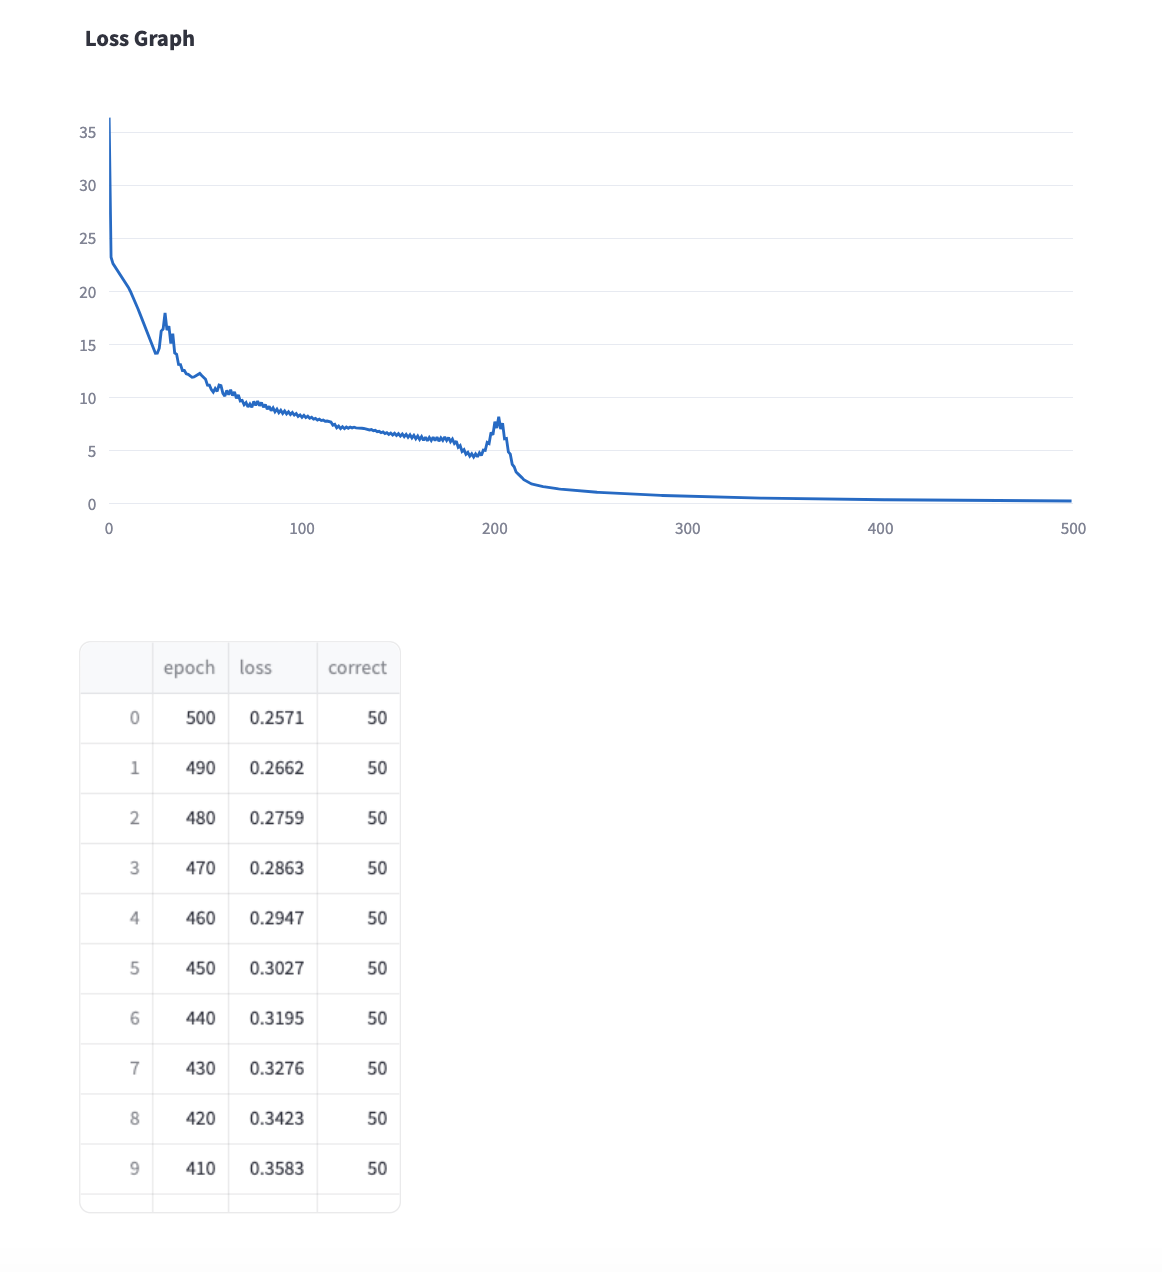 Loss Graph
35
30
25
20
15
10
5
0
0 100 200 300 400 500
epoch loss correct
0 500 0.2571 50
1 490 0.2662 50
2 480 0.2759 50
3 470 0.2863 50
4 460 0.2947 50
5 450 0.3027 50
6 440 0.3195 50
7 430 0.3276 50
8 420 0.3423 50
9 410 0.3583 50